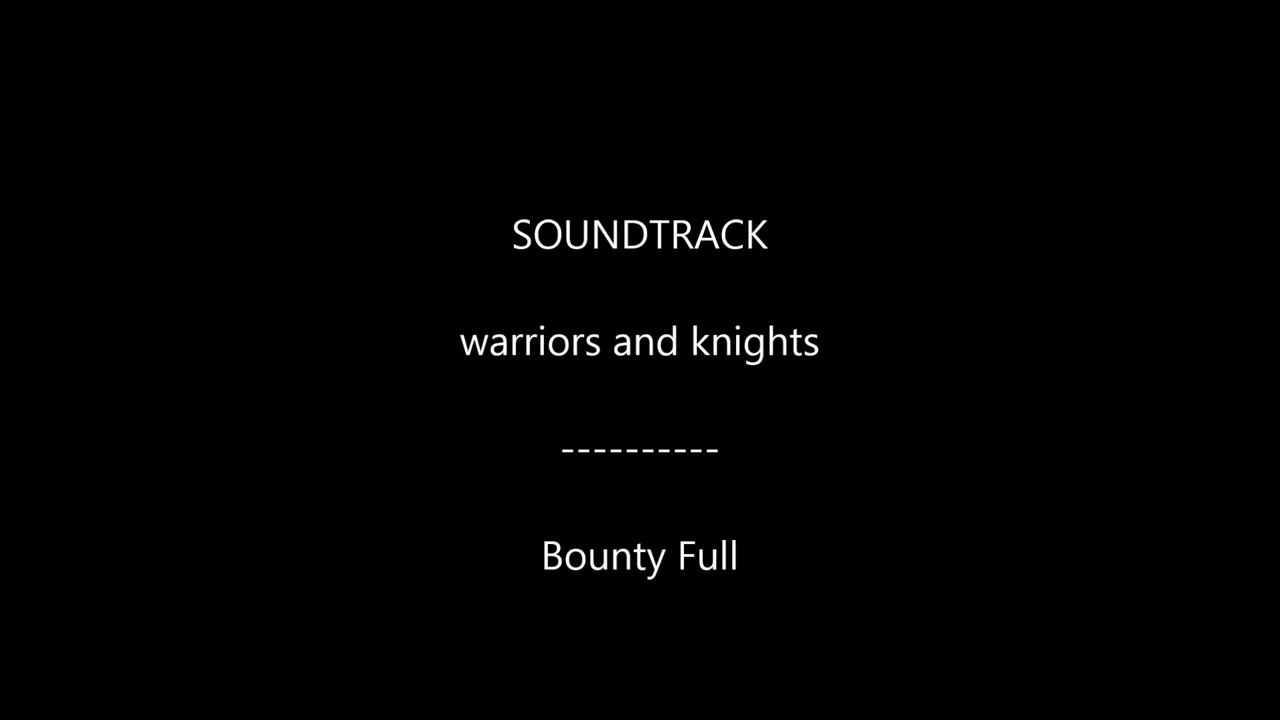 SOUNDTRACK
warriors and knights
----------
Bounty Full